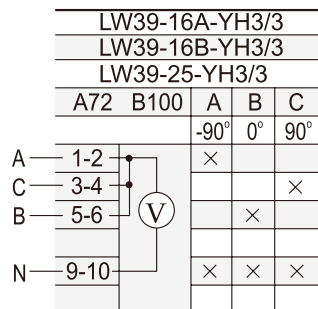 LW39-16A-YH3/3
LW39-16B-YH3/3
LW39-25-YH3/3
A72 B100 A B C
-90° 0° 90°
A 1-2 ×
C 3-4 ×
B 5-6 ×
V
N 9-10 × × ×